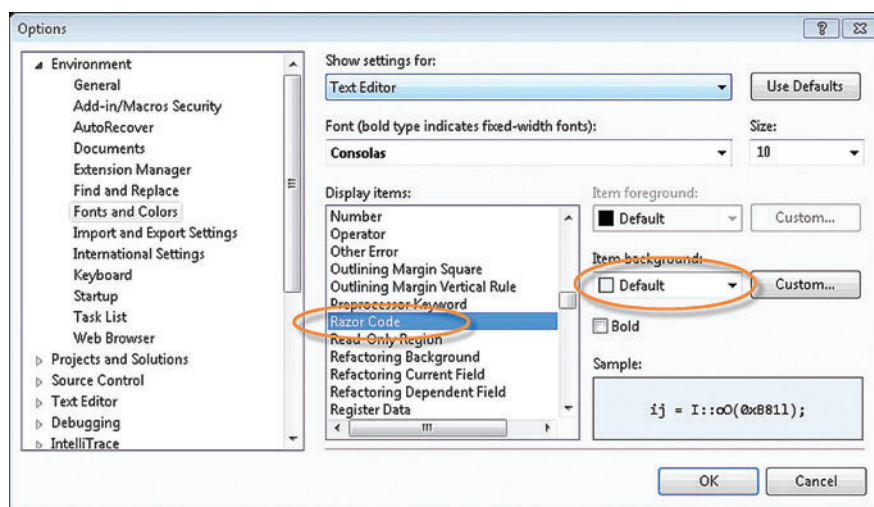 Options
Environment
General
Add-in/Macros Security
AutoRecover
Documents
Extension Manager
Find and Replace
Fonts and Colors
Import and Export Settings
International Settings
Keyboard
Startup
Task List
Web Browser
Projects and Solutions
Source Control
Text Editor
Debugging
IntelliTrace
Show settings for:
Text Editor
Use Defaults
Font (bold type indicates fixed-width fonts):
Size:
Consolas
10
Display items:
Number
Operator
Other Error
Outlining Margin Square
Outlining Margin Vertical Rule
Preprocessor Keyword
Razor Code
Read-Only Region
Refactoring Background
Refactoring Current Field
Refactoring Dependent Field
Register Data
Item foreground:
Default
Custom...
Item background:
Default
Custom...
Bold
Sample:
ij = I::oO(0xB81l);
OK
Cancel